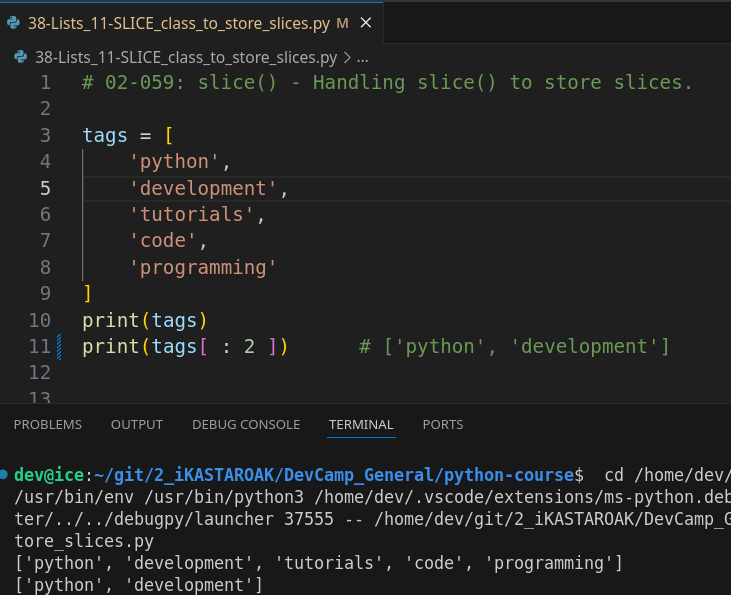 38-Lists_11-SLICE_class_to_store_slices.py M ×
38-Lists_11-SLICE_class_to_store_slices.py > ...
1 # 02-059: slice() - Handling slice() to store slices.
2
3 tags = [
4     'python',
5     'development',
6     'tutorials',
7     'code',
8     'programming'
9 ]
10 print(tags)
11 print(tags[ : 2 ])      # ['python', 'development']
12
13
PROBLEMS OUTPUT DEBUG CONSOLE TERMINAL PORTS
dev@ice:~/git/2_iKASTAROAK/DevCamp_General/python-course$  cd /home/dev/
/usr/bin/env /usr/bin/python3 /home/dev/.vscode/extensions/ms-python.deb
ter/../../debugpy/launcher 37555 -- /home/dev/git/2_iKASTAROAK/DevCamp_G
tore_slices.py
['python', 'development', 'tutorials', 'code', 'programming']
['python', 'development']